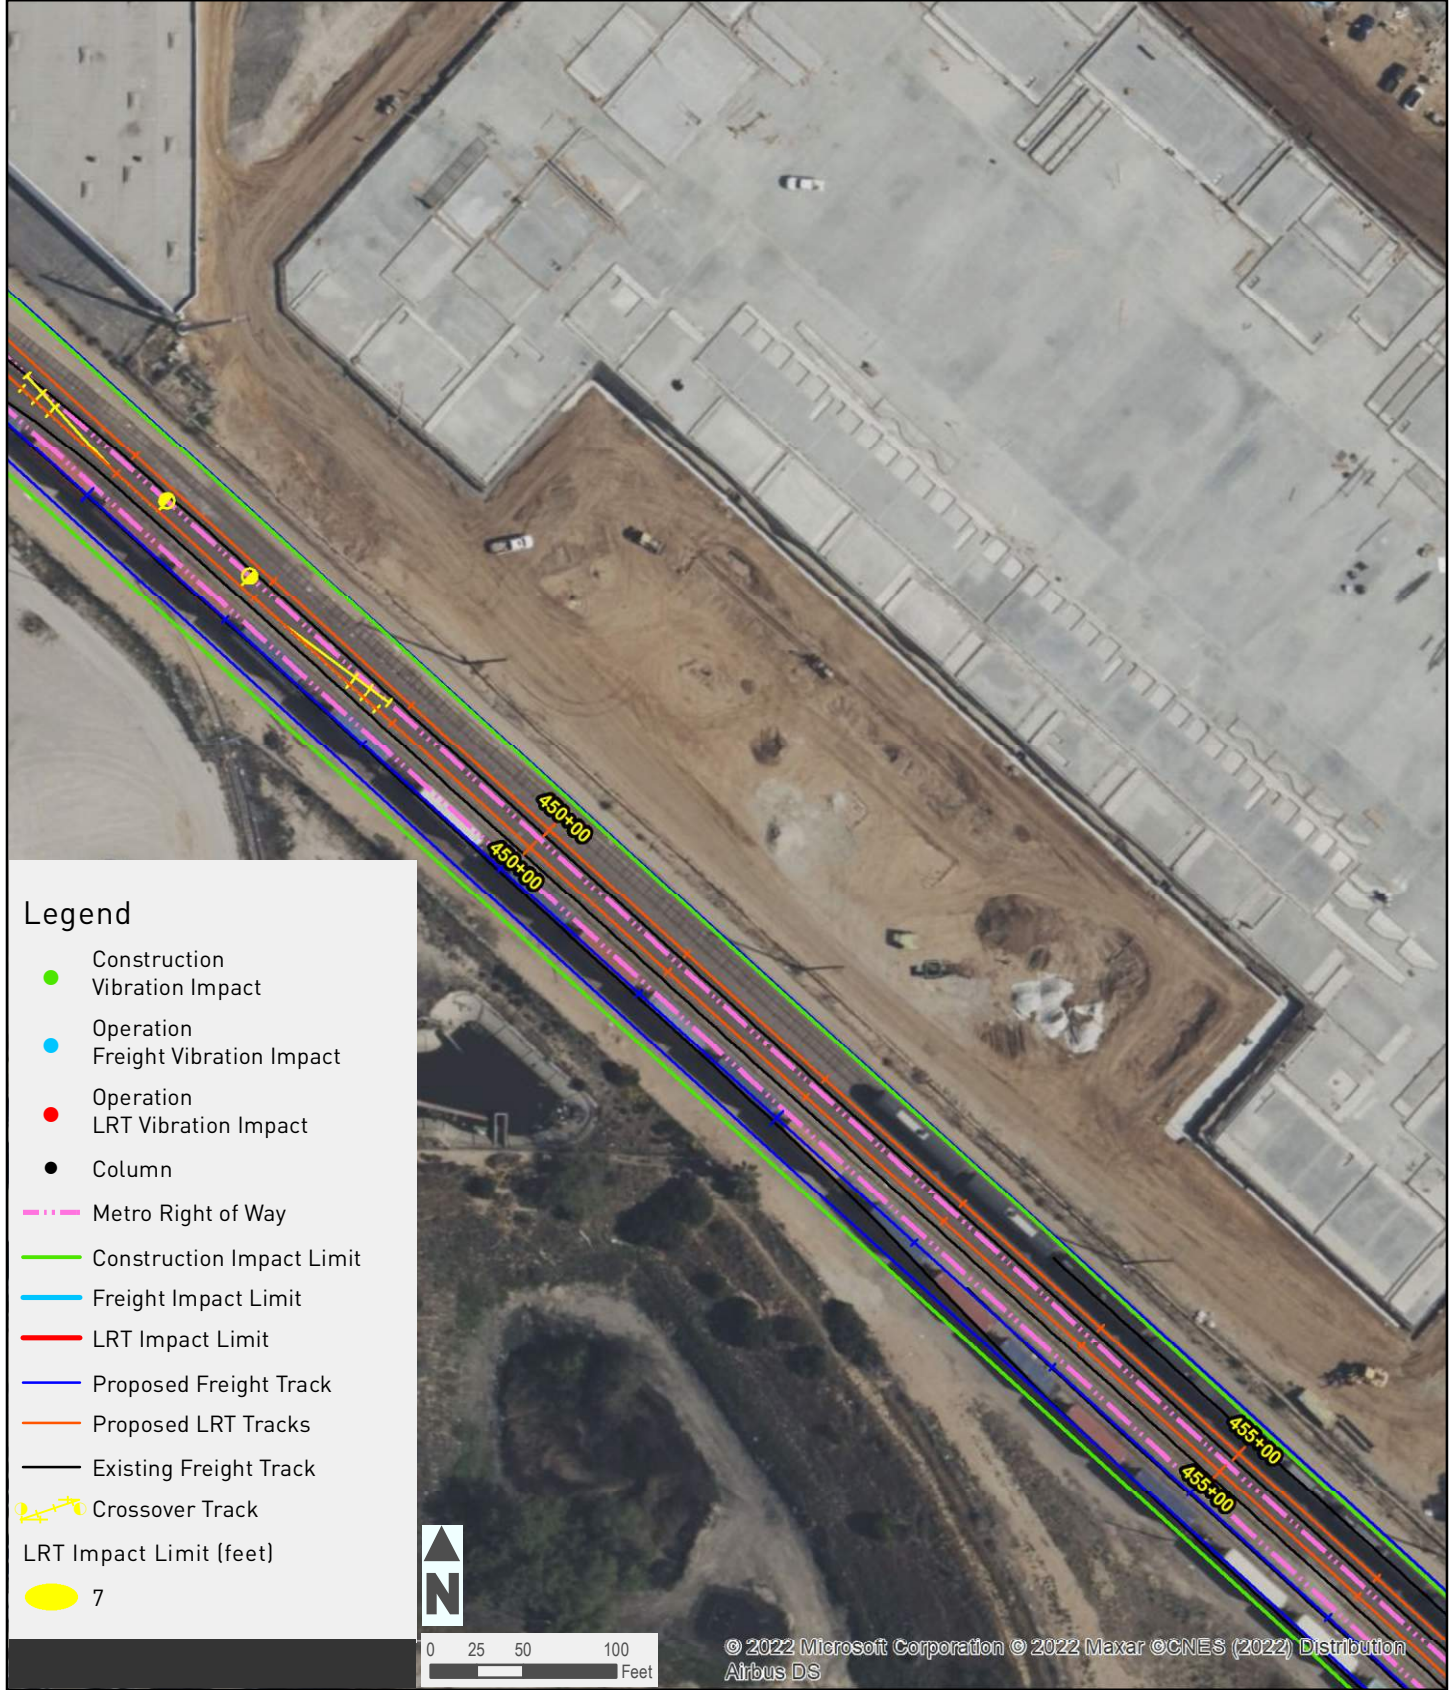 450+00
450+00
455+00
455+00
Legend
Construction
Vibration Impact
Operation
Freight Vibration Impact
Operation
LRT Vibration Impact
Column
Metro Right of Way
Construction Impact Limit
Freight Impact Limit
LRT Impact Limit
Proposed Freight Track
Proposed LRT Tracks
Existing Freight Track
Crossover Track
LRT Impact Limit (feet)
7
N
0 25 50 100
Feet
© 2022 Microsoft Corporation © 2022 Maxar ©CNES (2022) Distribution
Airbus DS